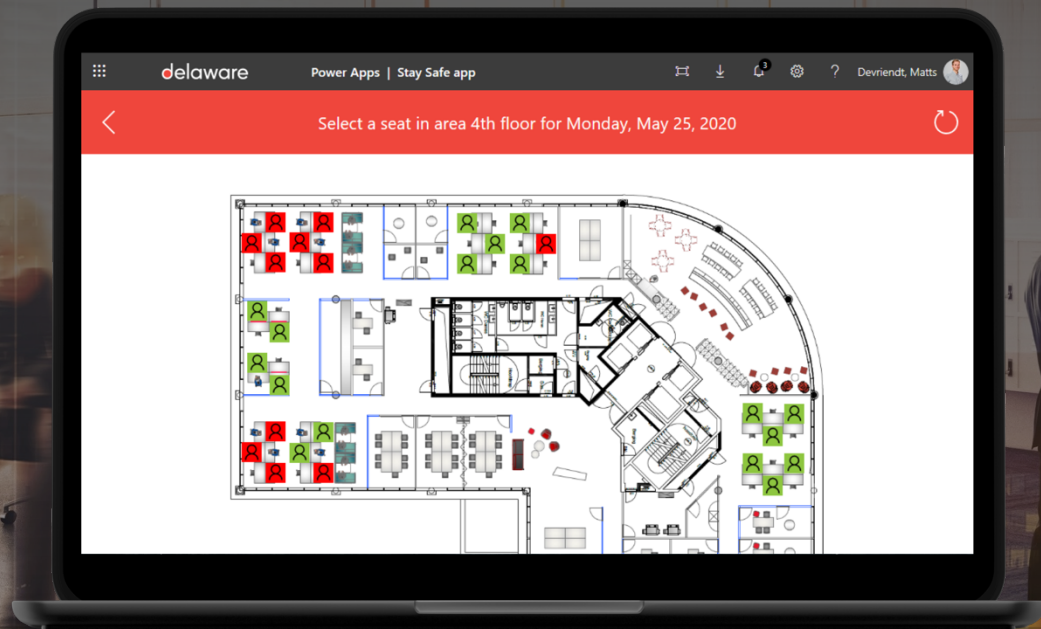 delaware
Power Apps | Stay Safe app
3
?
Devriendt, Matts
Select a seat in area 4th floor for Monday, May 25, 2020